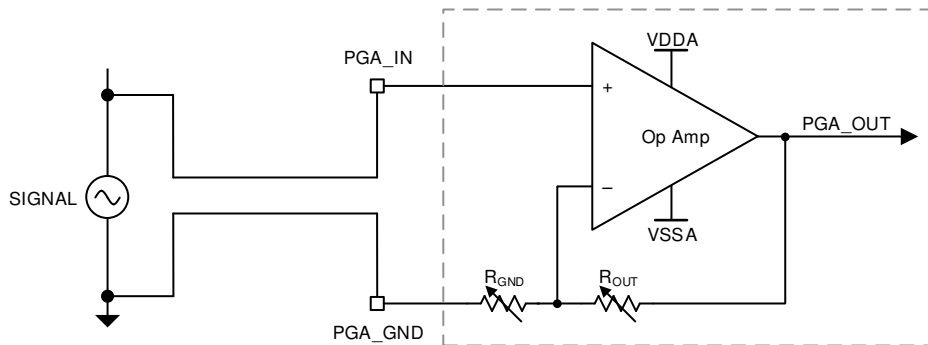 VDDA
PGA_IN
+
Op Amp
PGA_OUT
SIGNAL
−
VSSA
RGND
ROUT
PGA_GND